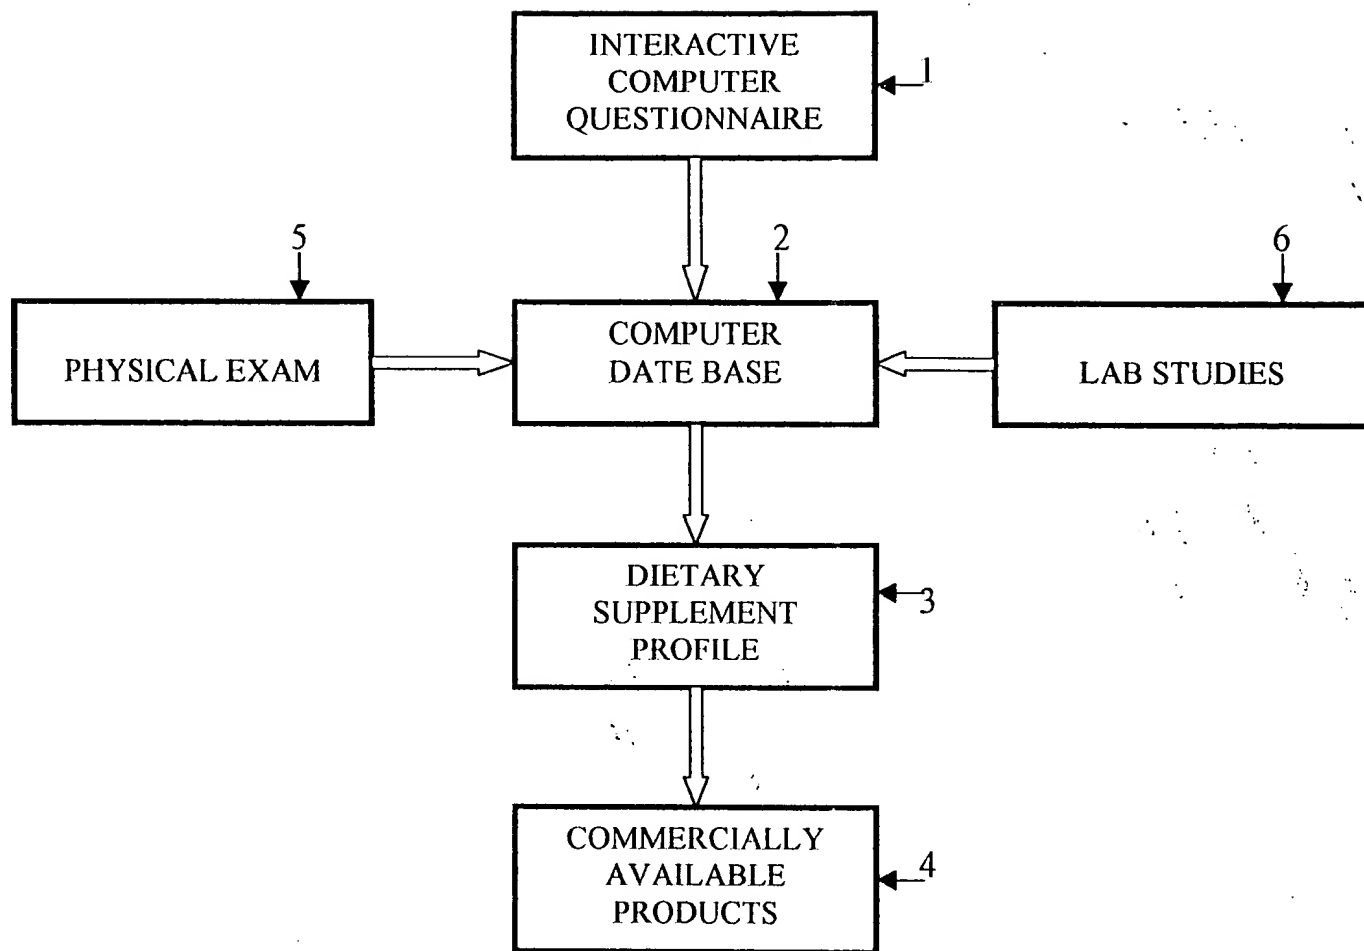 INTERACTIVE
COMPUTER
QUESTIONNAIRE
1
5
2
6
PHYSICAL EXAM
COMPUTER
DATE BASE
LAB STUDIES
DIETARY
SUPPLEMENT
PROFILE
3
COMMERCIALLY
AVAILABLE
PRODUCTS
4